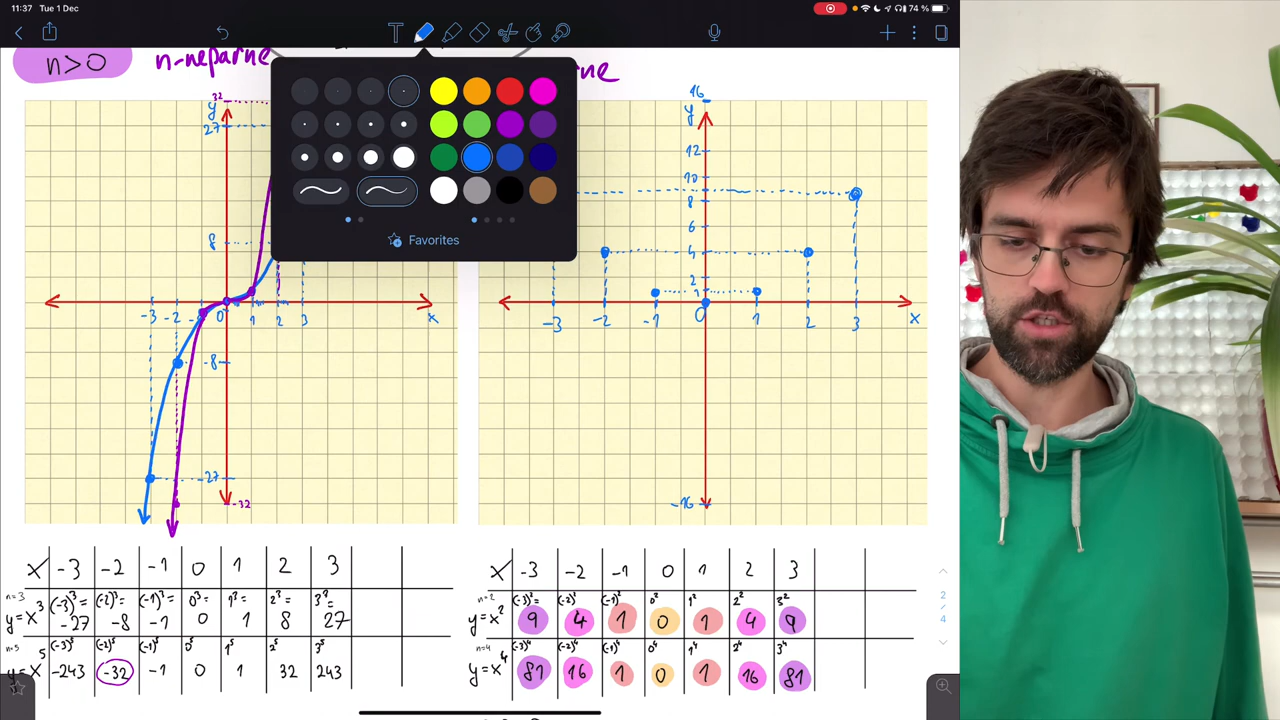 11:37 Tue 1 Dec
74 %
T
n>0
n-neparne
ne
Favorites
32
y
27
8
-3 -2 0 1 2 3 x
-8
-27
-32
16
y
12
10
8
6
4
2
1
-3 -2 -1 0 1 2 3 x
-16
x -3 -2 -1 0 1 2 3
n=3 (-3)³= (-2)³= (-1)³= 0³= 1³= 2³= 3³=
y=x³ -27 -8 -1 0 1 8 27
n=5 (-3)⁵ (-2)⁵ (-1)⁵ 0⁵ 1⁵ 2⁵ 3⁵
y=x⁵ -243 -32 -1 0 1 32 243
x -3 -2 -1 0 1 2 3
n=2 (-3)²= (-2)² (-1)² 0² 1² 2² 3²
y=x² 9 4 1 0 1 4 9
n=4 (-3)⁴ (-2)⁴ (-1)⁴ 0⁴ 1⁴ 2⁴ 3⁴
y=x⁴ 81 16 1 0 1 16 81
2
/
4